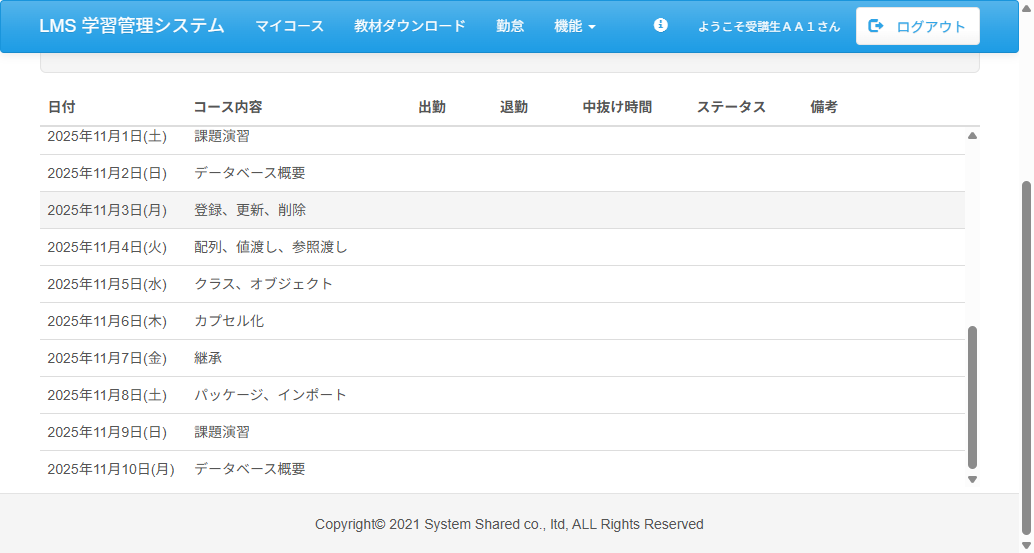 LMS 学習管理システム マイコース 教材ダウンロード 勤怠 機能 ようこそ受講生ＡＡ１さん ログアウト
日付 コース内容 出勤 退勤 中抜け時間 ステータス 備考
2025年11月1日(土) 課題演習
2025年11月2日(日) データベース概要
2025年11月3日(月) 登録、更新、削除
2025年11月4日(火) 配列、値渡し、参照渡し
2025年11月5日(水) クラス、オブジェクト
2025年11月6日(木) カプセル化
2025年11月7日(金) 継承
2025年11月8日(土) パッケージ、インポート
2025年11月9日(日) 課題演習
2025年11月10日(月) データベース概要
Copyright© 2021 System Shared co., ltd, ALL Rights Reserved